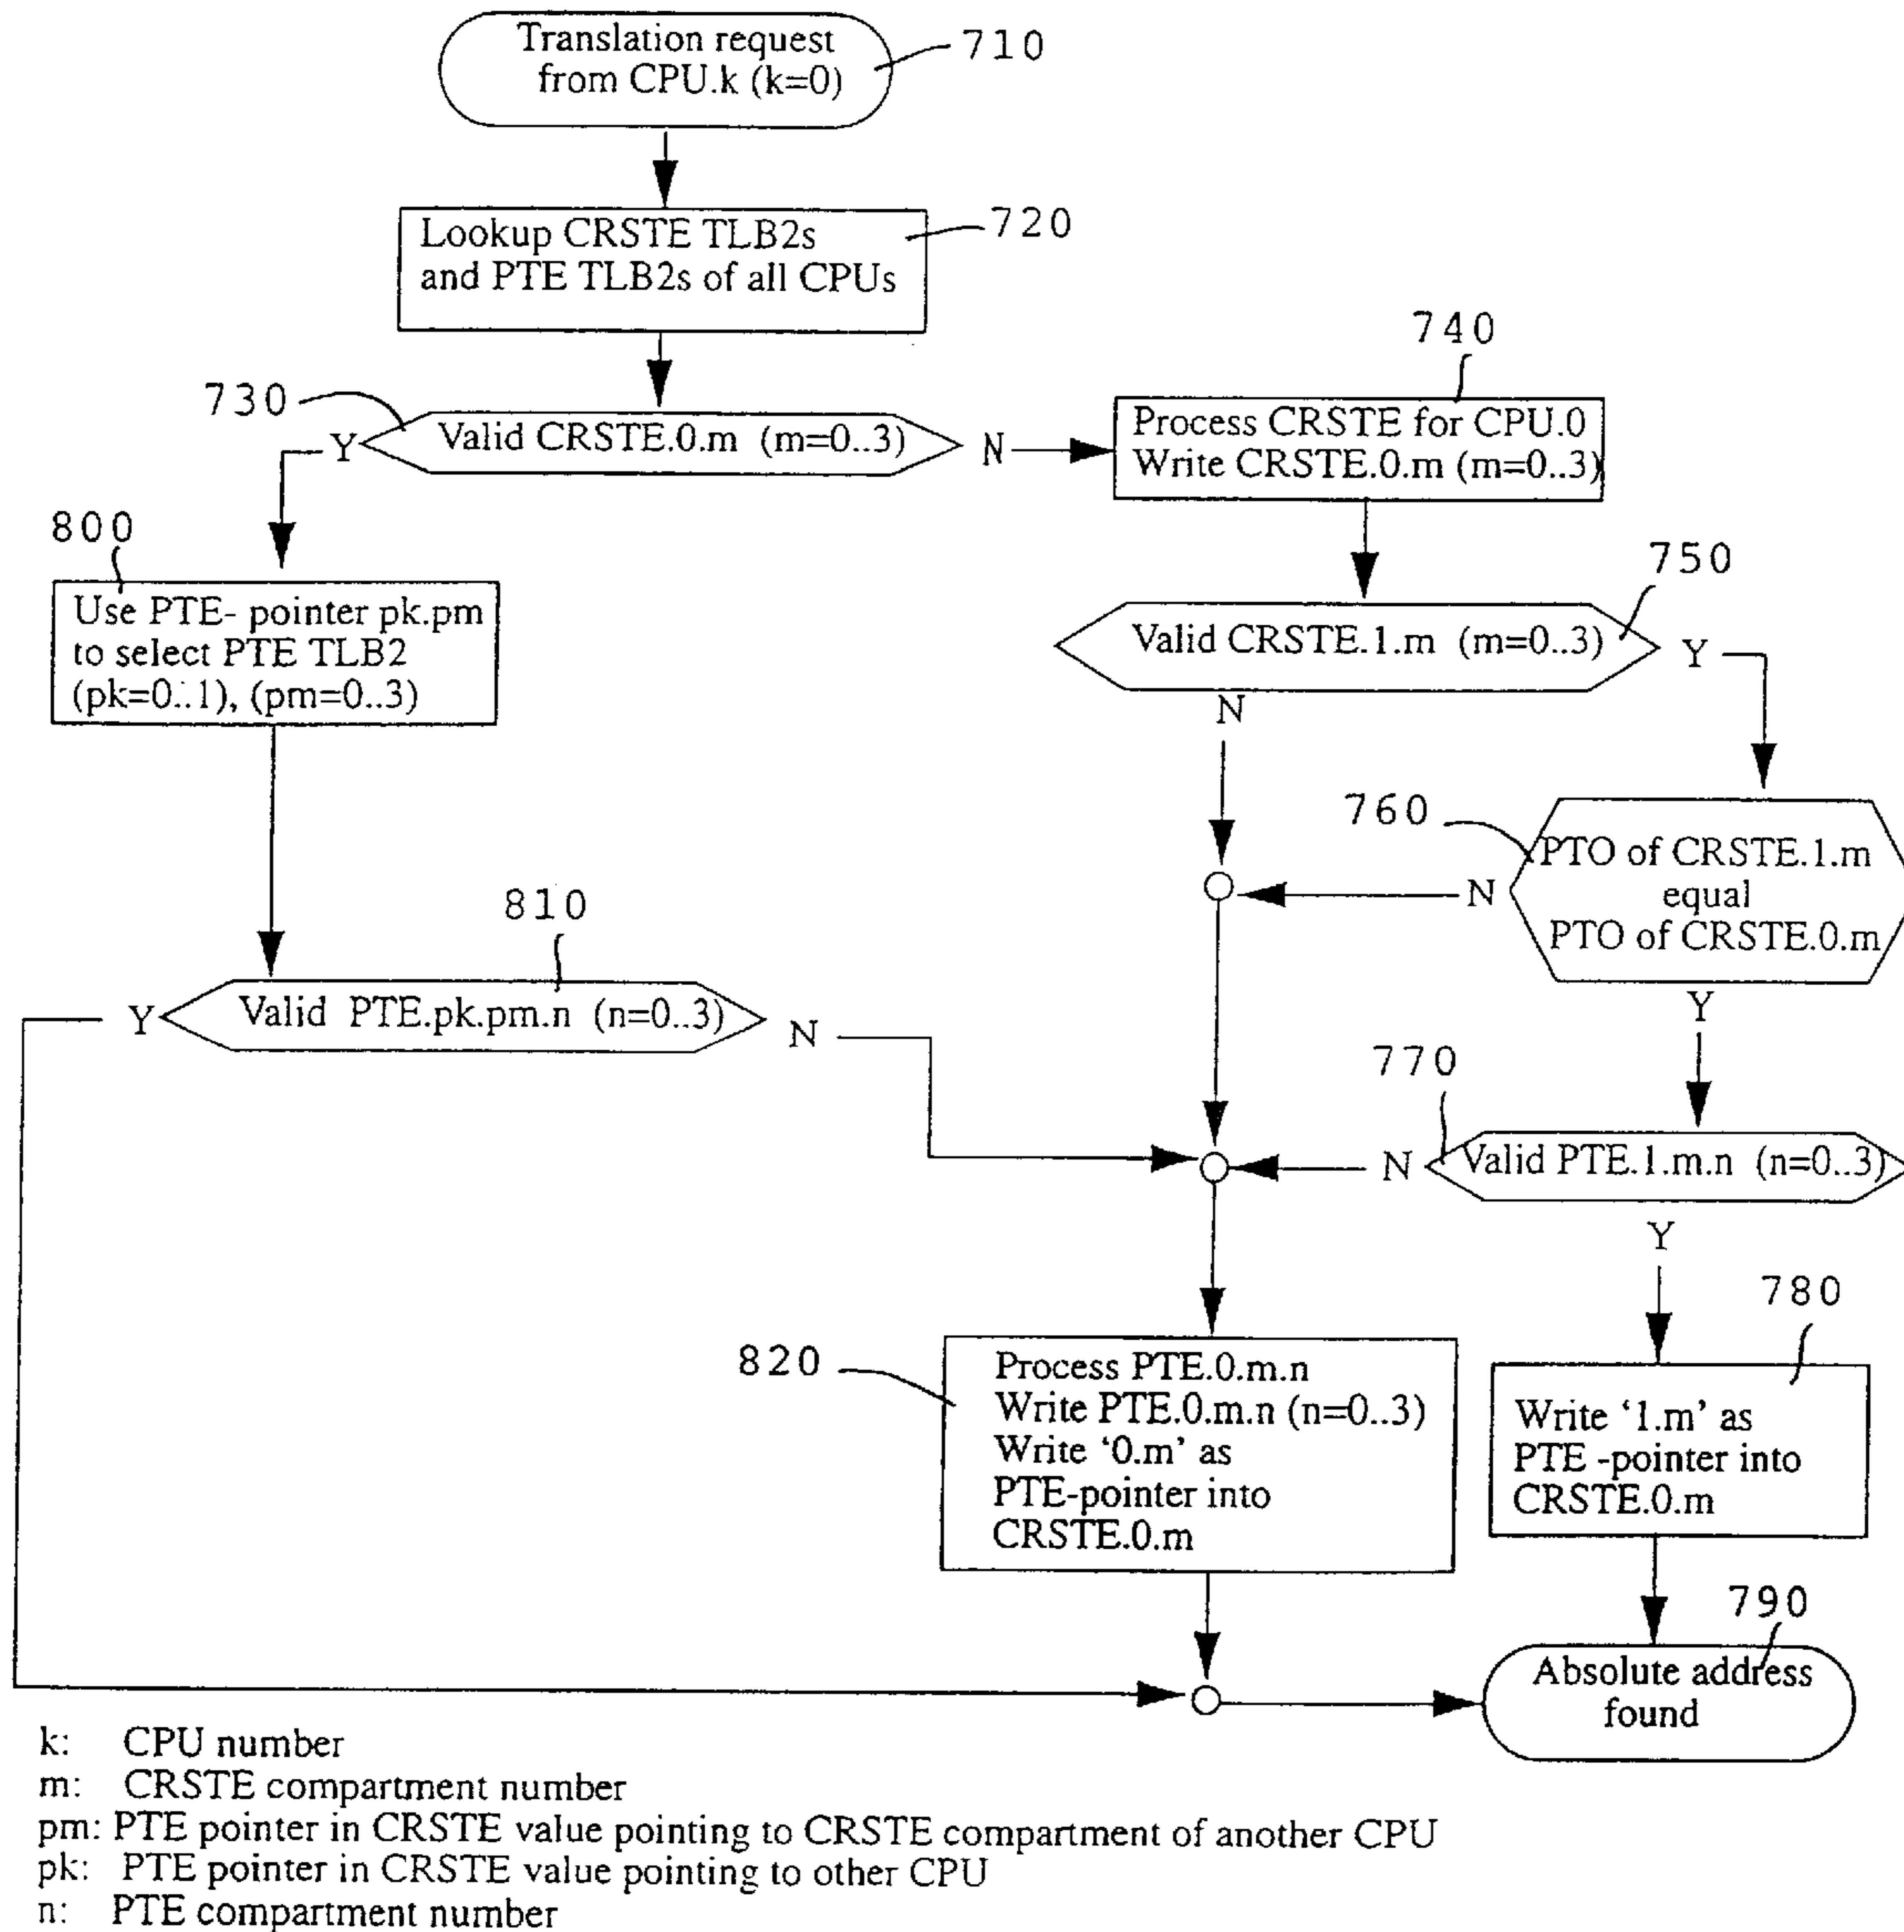 Translation request
from CPU.k (k=0)
710
Lookup CRSTE TLB2s
and PTE TLB2s of all CPUs
720
730
Y
Valid CRSTE.0.m (m=0..3)
N
740
Process CRSTE for CPU.0
Write CRSTE.0.m (m=0..3)
800
Use PTE- pointer pk.pm
to select PTE TLB2
(pk=0..1), (pm=0..3)
750
Valid CRSTE.1.m (m=0..3)
Y
N
760
PTO of CRSTE.1.m
equal
PTO of CRSTE.0.m
N
Y
810
Y
Valid PTE.pk.pm.n (n=0..3)
N
770
N
Valid PTE.1.m.n (n=0..3)
Y
820
Process PTE.0.m.n
Write PTE.0.m.n (n=0..3)
Write ‘0.m’ as
PTE-pointer into
CRSTE.0.m
780
Write ‘1.m’ as
PTE -pointer into
CRSTE.0.m
790
Absolute address
found
k: CPU number
m: CRSTE compartment number
pm: PTE pointer in CRSTE value pointing to CRSTE compartment of another CPU
pk: PTE pointer in CRSTE value pointing to other CPU
n: PTE compartment number